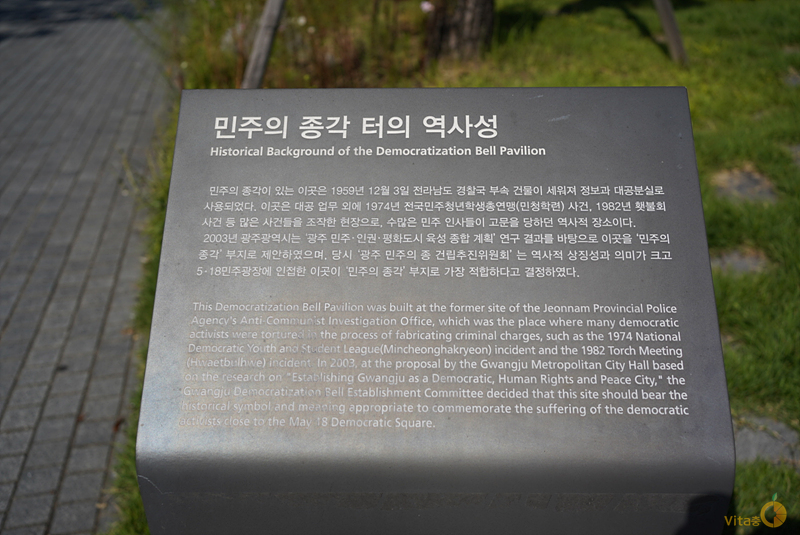 민주의 종각 터의 역사성
Historical Background of the Democratization Bell Pavilion
민주의 종각이 있는 이곳은 1959년 12월 3일 전라남도 경찰국 부속 건물이 세워져 정보과 대공분실로
사용되었다. 이곳은 대공 업무 외에 1974년 전국민주청년학생총연맹(민청학련) 사건, 1982년 횃불회
사건 등 많은 사건들을 조작한 현장으로, 수많은 민주 인사들이 고문을 당하던 역사적 장소이다.
2003년 광주광역시는 '광주 민주·인권·평화도시 육성 종합 계획' 연구 결과를 바탕으로 이곳을 '민주의
종각' 부지로 제안하였으며, 당시 '광주 민주의 종 건립추진위원회' 는 역사적 상징성과 의미가 크고
5·18민주광장에 인접한 이곳이 '민주의 종각' 부지로 가장 적합하다고 결정하였다.
This Democratization Bell Pavilion was built at the former site of the Jeonnam Provincial Police
Agency's Anti-Communist Investigation Office, which was the place where many democratic
activists were tortured in the process of fabricating criminal charges, such as the 1974 National
Democratic Youth and Student League(Mincheonghakryeon) incident and the 1982 Torch Meeting
(Hwaetbulhwe) incident. In 2003, at the proposal by the Gwangju Metropolitan City Hall based
on the research on "Establishing Gwangju as a Democratic, Human Rights and Peace City," the
Gwangju Democratization Bell Establishment Committee decided that this site should bear the
historical symbol and meaning appropriate to commemorate the suffering of the democratic
activists close to the May 18 Democratic Square.
Vita중